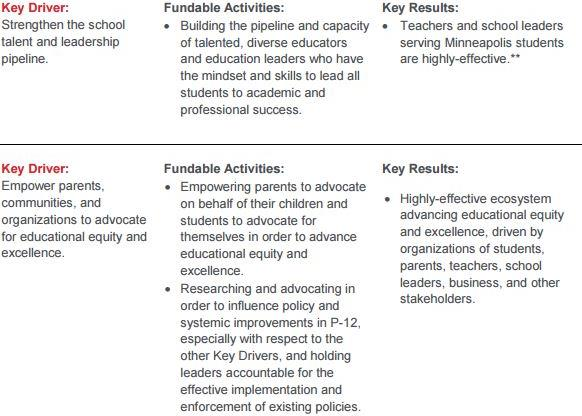 Key Driver:
Strengthen the school
talent and leadership
pipeline.
Fundable Activities:
• Building the pipeline and capacity
of talented, diverse educators
and education leaders who have
the mindset and skills to lead all
students to academic and
professional success.
Key Results:
• Teachers and school leaders
serving Minneapolis students
are highly-effective.**
Key Driver:
Empower parents,
communities, and
organizations to advocate
for educational equity and
excellence.
Fundable Activities:
• Empowering parents to advocate
on behalf of their children and
students to advocate for
themselves in order to advance
educational equity and
excellence.
• Researching and advocating in
order to influence policy and
systemic improvements in P-12,
especially with respect to the
other Key Drivers, and holding
leaders accountable for the
effective implementation and
enforcement of existing policies.
Key Results:
• Highly-effective ecosystem
advancing educational equity
and excellence, driven by
organizations of students,
parents, teachers, school
leaders, business, and other
stakeholders.